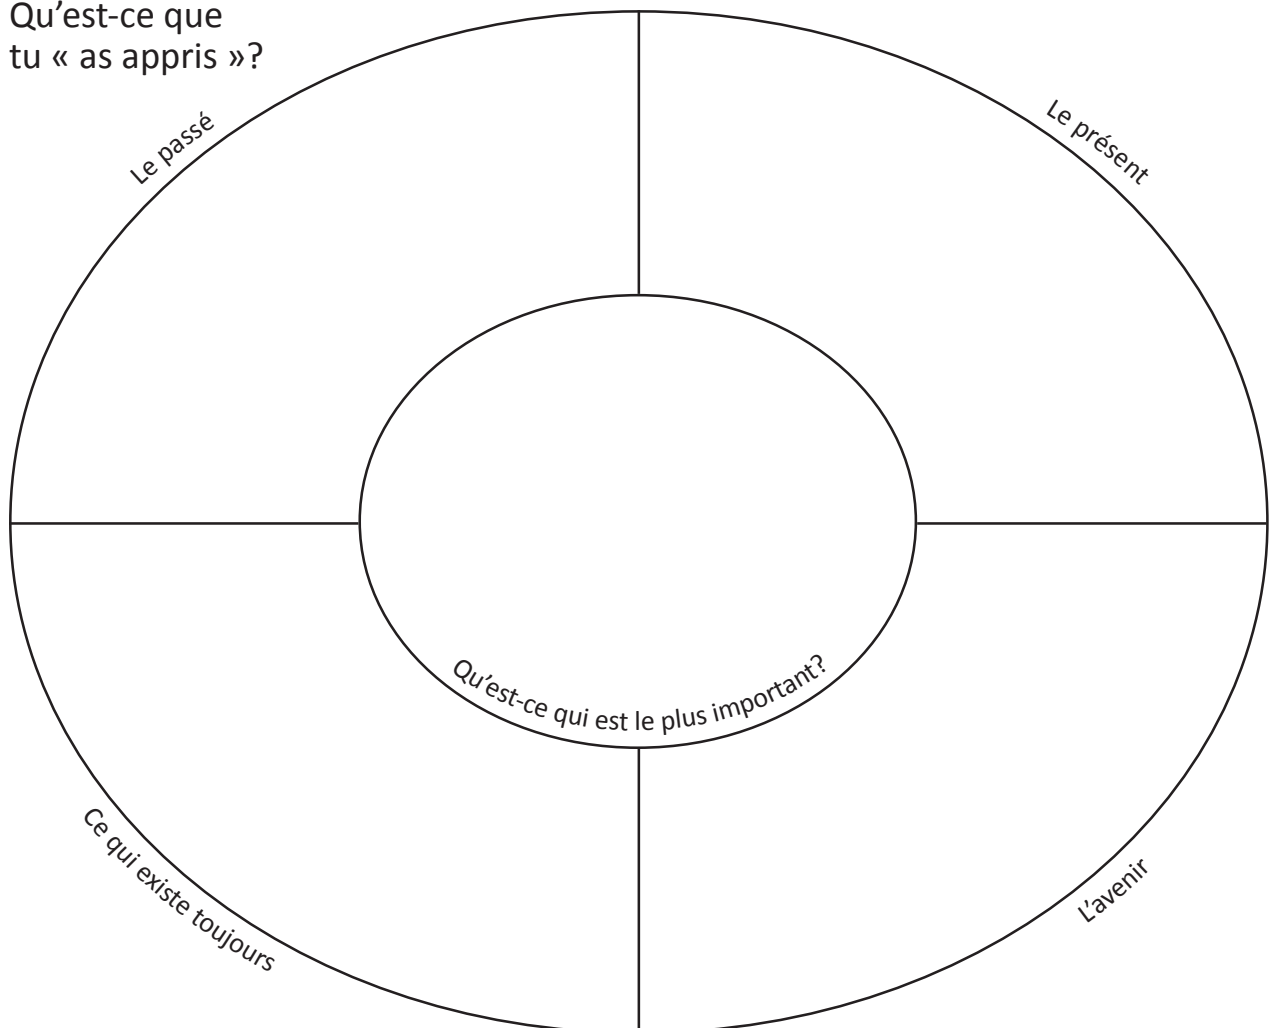 Qu’est-ce que
tu « as appris »?
Le passé
Le présent
Qu’est-ce qui est le plus important?
Ce qui existe toujours
L’avenir